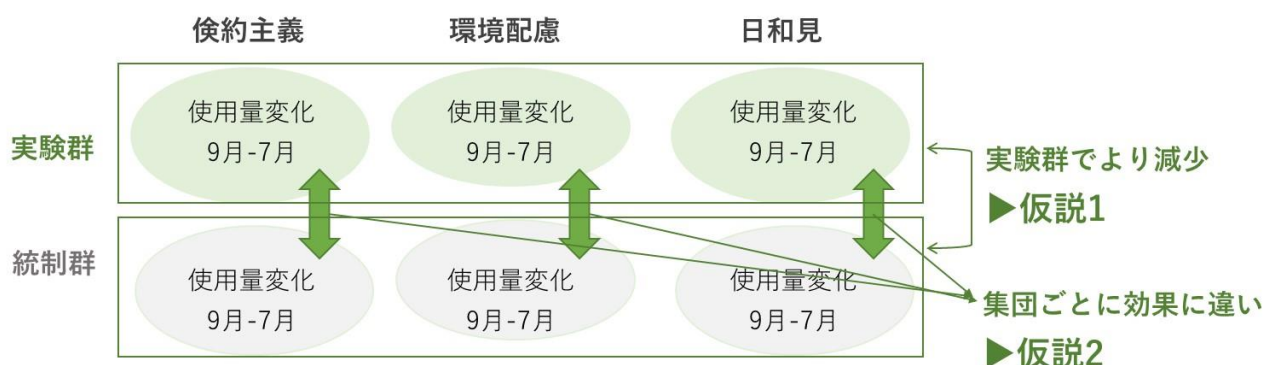 倹約主義
環境配慮
日和見
実験群
使用量変化
9月-7月
使用量変化
9月-7月
使用量変化
9月-7月
実験群でより減少
▶仮説1
統制群
使用量変化
9月-7月
使用量変化
9月-7月
使用量変化
9月-7月
集団ごとに効果に違い
▶仮説2